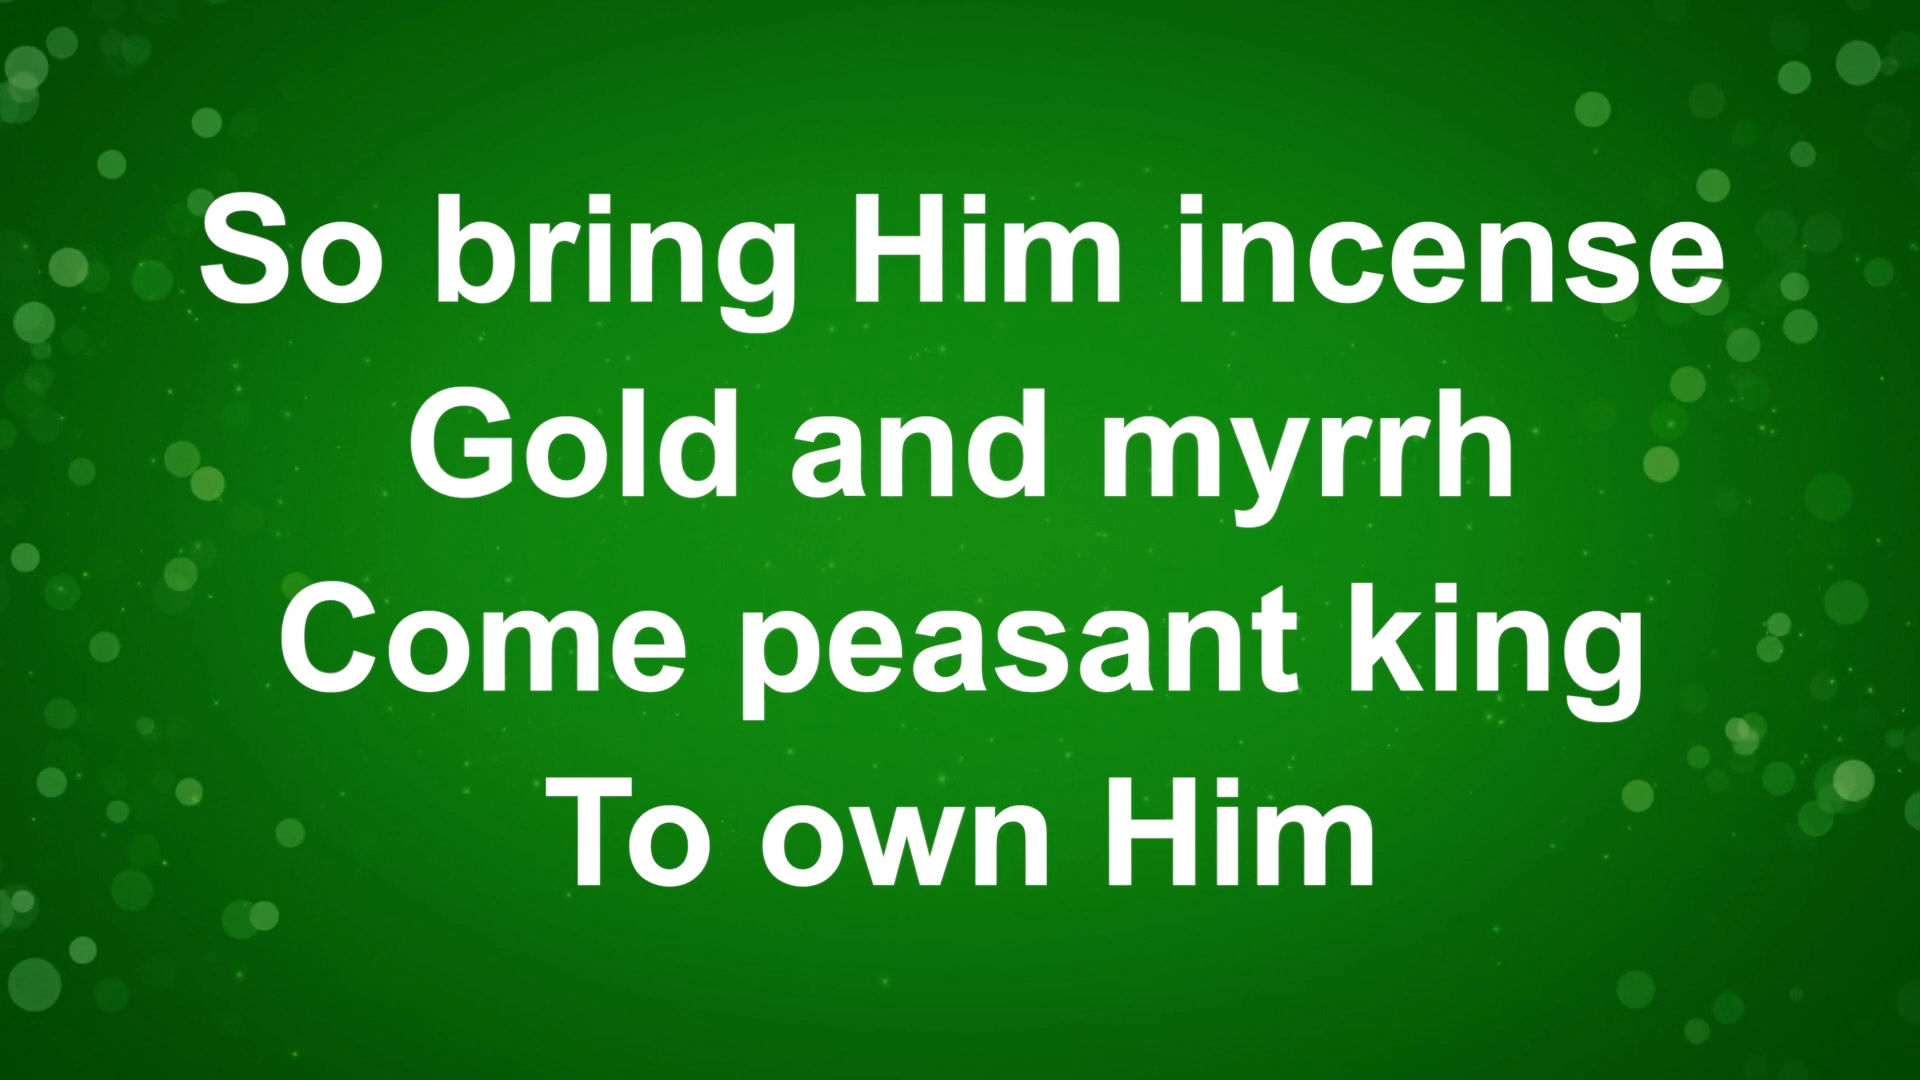 So bring Him incense
Gold and myrrh
Come peasant king
To own Him